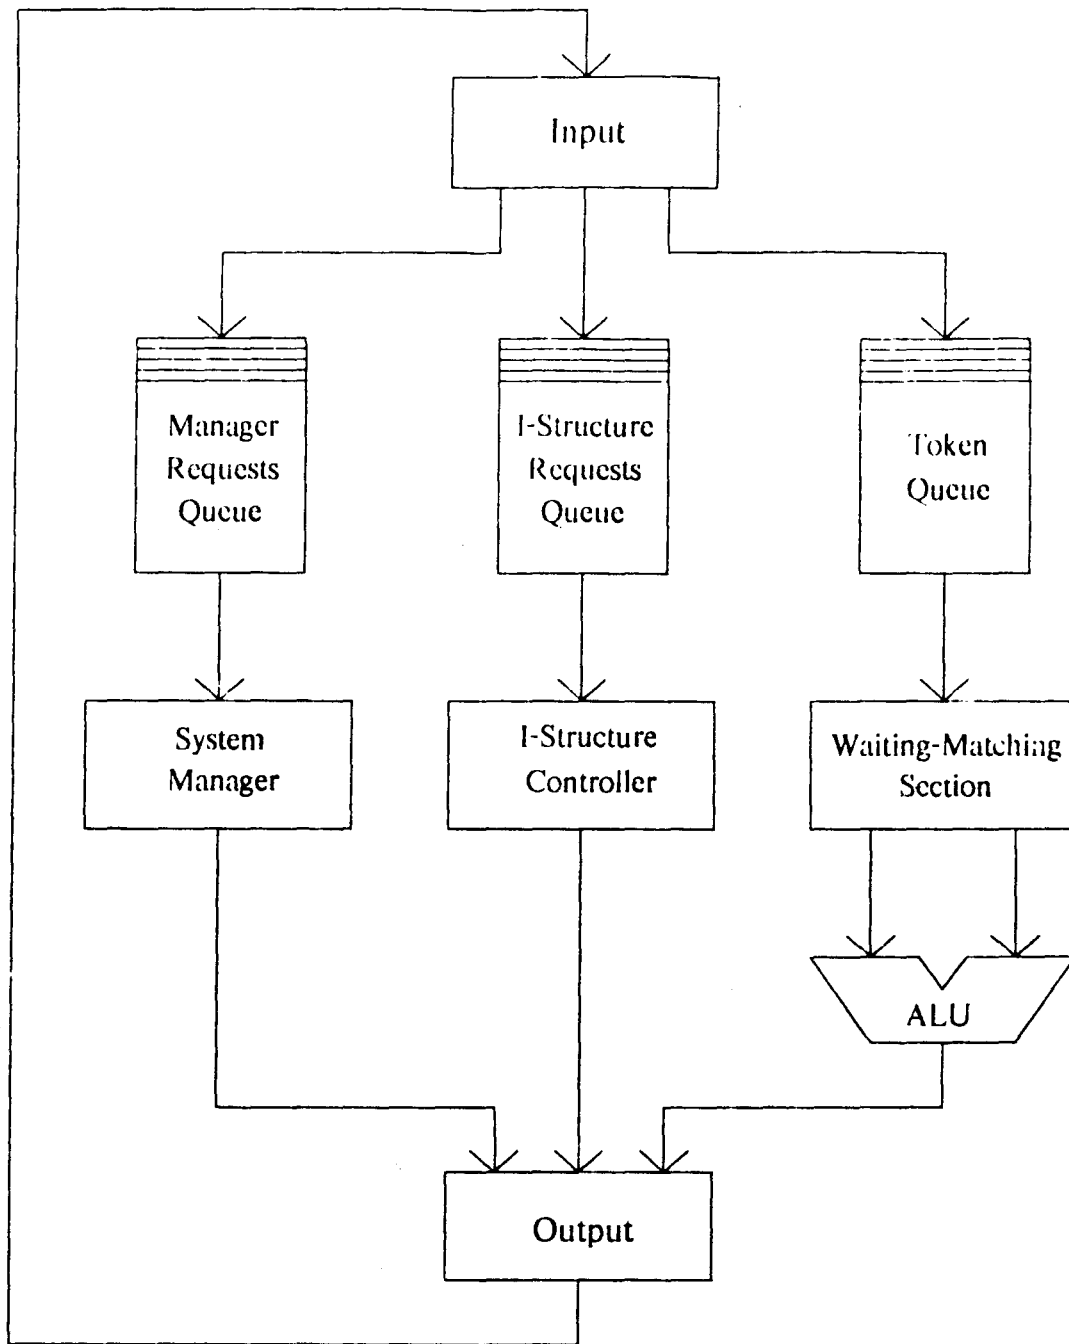 Input
Manager
Requests
Queue
I-Structure
Requests
Queue
Token
Queue
System
Manager
I-Structure
Controller
Waiting-Matching
Section
ALU
Output